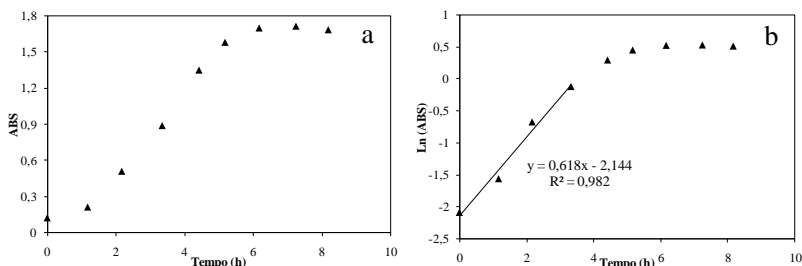 a
1,8
1,5
1,2
0,9
0,6
0,3
0
ABS
0 2 4 6 8 10
Tempo (h)
b
1
0,5
0
-0,5
-1
-1,5
-2
-2,5
Ln (ABS)
y = 0,618x - 2,144
R² = 0,982
0 2 4 6 8 10
Tempo (h)